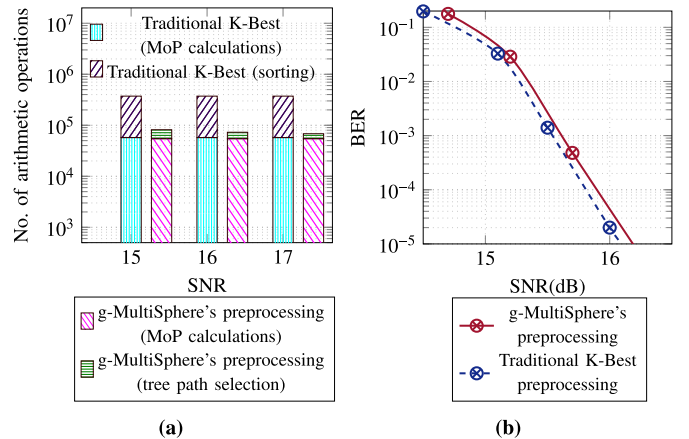 10^7
10^6
10^5
10^4
10^3
No. of arithmetic operations
Traditional K-Best
(MoP calculations)
Traditional K-Best (sorting)
15
16
17
SNR
g-MultiSphere's preprocessing
(MoP calculations)
g-MultiSphere's preprocessing
(tree path selection)
(a)
10^−1
10^−2
10^−3
10^−4
10^−5
BER
15
16
SNR(dB)
g-MultiSphere's
preprocessing
Traditional K-Best
preprocessing
(b)